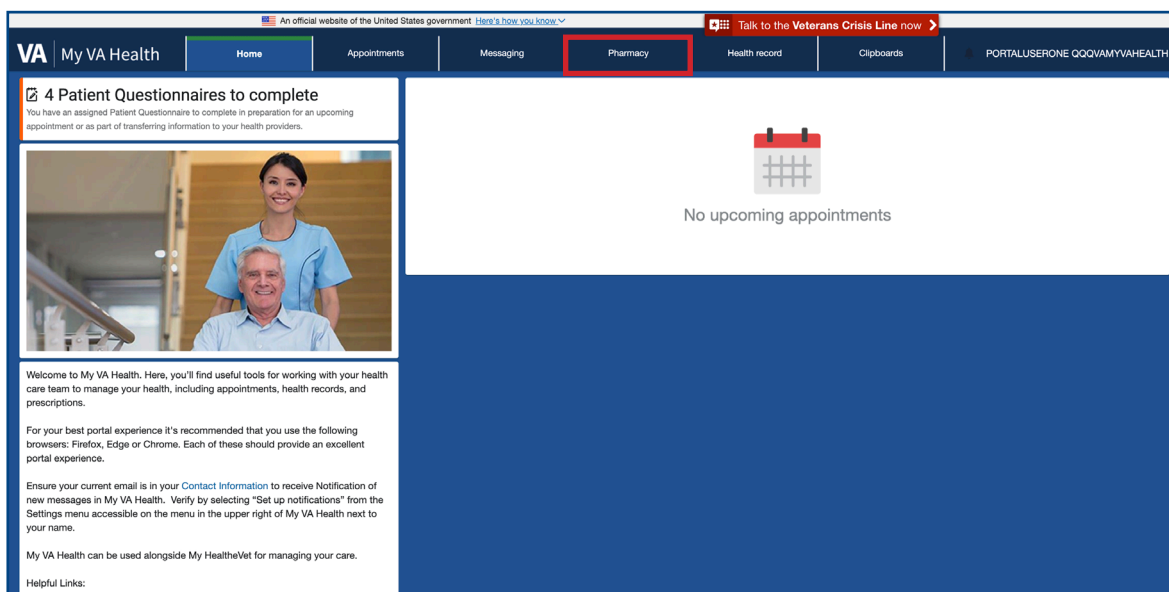 An official website of the United States government Here's how you know
Talk to the Veterans Crisis Line now
VA My VA Health Home Appointments Messaging Pharmacy Health record Clipboards PORTALUSERONE QQQVAMYVAHEALTH
4 Patient Questionnaires to complete
You have an assigned Patient Questionnaire to complete in preparation for an upcoming
appointment or as part of transferring information to your health providers.
No upcoming appointments
Welcome to My VA Health. Here, you'll find useful tools for working with your health
care team to manage your health, including appointments, health records, and
prescriptions.
For your best portal experience it's recommended that you use the following
browsers: Firefox, Edge or Chrome. Each of these should provide an excellent
portal experience.
Ensure your current email is in your Contact Information to receive Notification of
new messages in My VA Health. Verify by selecting “Set up notifications” from the
Settings menu accessible on the menu in the upper right of My VA Health next to
your name.
My VA Health can be used alongside My HealtheVet for managing your care.
Helpful Links: